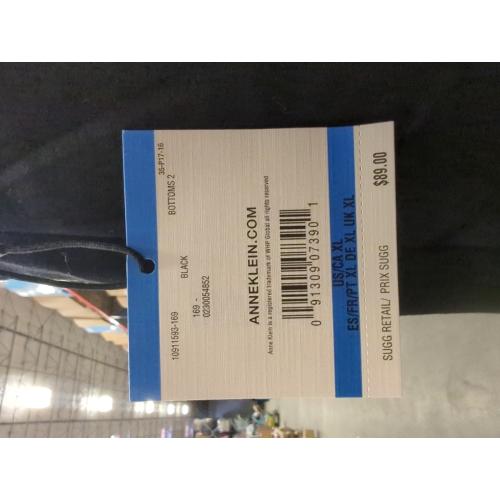 35-P17-16
10911593-169 BLACK BOTTOMS 2
169 -
0230054852
ANNEKLEIN.COM
Anne Klein is a registered trademark of WHP Global all rights reserved
0 91309 07390 1
US/CA XL
ES/FR/PT XL DE XL UK XL
SUGG RETAIL/ PRIX SUGG $89.00